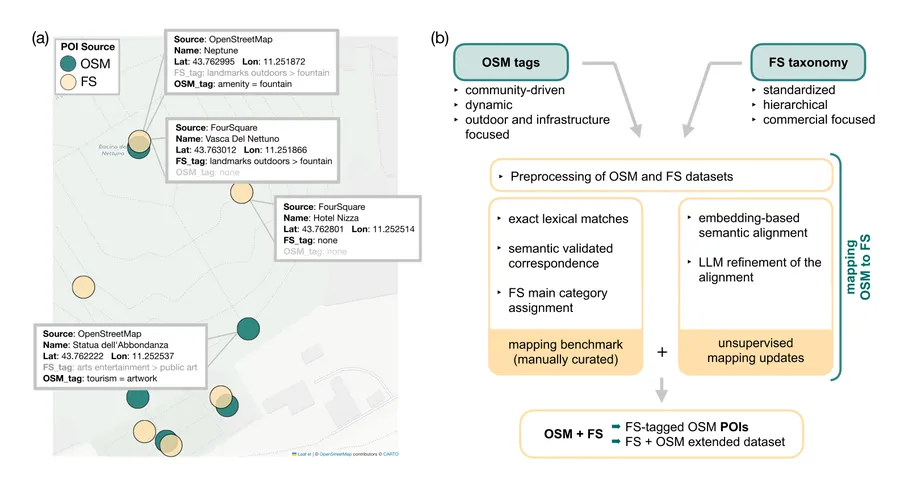 (a)
POI Source
OSM
FS
Source: OpenStreetMap
Name: Neptune
Lat: 43.762995 Lon: 11.251872
FS_tag: landmarks outdoors > fountain
OSM_tag: amenity = fountain
Nettuno
Source: FourSquare
Name: Vasca Del Nettuno
Lat: 43.763012 Lon: 11.251866
FS_tag: landmarks outdoors > fountain
OSM_tag: none
Source: FourSquare
Name: Hotel Nizza
Lat: 43.762801 Lon: 11.252514
FS_tag: none
OSM_tag: none
Source: OpenStreetMap
Name: Statua dell'Abbondanza
Lat: 43.762222 Lon: 11.252537
FS_tag: arts entertainment > public art
OSM_tag: tourism = artwork
| © OpenStreetMap contributors © CARTO
(b)
OSM tags
‣ community-driven
‣ dynamic
‣ outdoor and infrastructure
focused
FS taxonomy
‣ standardized
‣ hierarchical
‣ commercial focused
‣ Preprocessing of OSM and FS datasets
‣ exact lexical matches
‣ semantic validated
correspondence
‣ FS main category
assignment
mapping benchmark
(manually curated)
+
‣ embedding-based
semantic alignment
‣ LLM refinement of the
alignment
unsupervised
mapping updates
mapping
OSM to FS
OSM + FS
➡ FS-tagged OSM POIs
➡ FS + OSM extended dataset